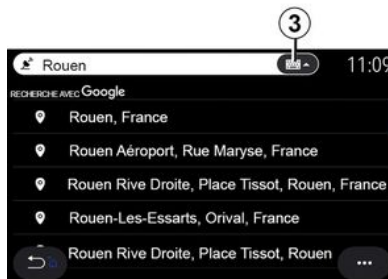 3
Rouen
11:09
RECHERCHE AVEC Google
Rouen, France
Rouen Aéroport, Rue Maryse, France
Rouen Rive Droite, Place Tissot, Rouen, France
Rouen-Les-Essarts, Orival, France
Rouen Rive Droite, Place Tissot, Rouen